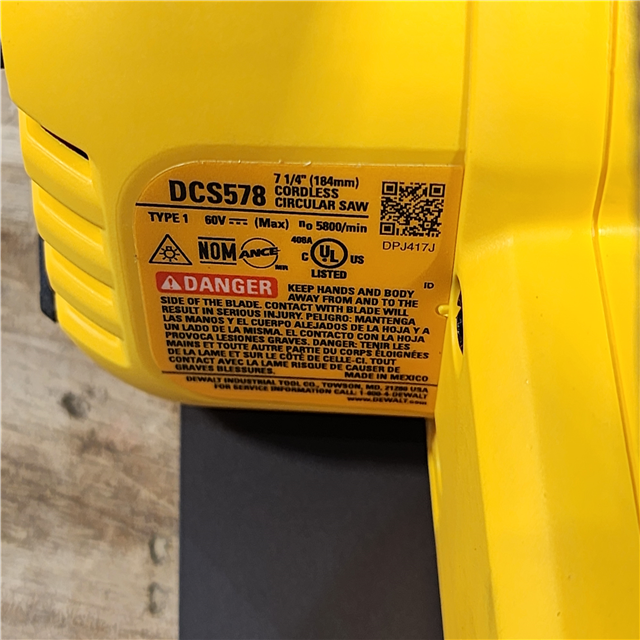 DCS578 7 1/4" (184mm)
CORDLESS
CIRCULAR SAW
TYPE 1 60V (Max) n0 5800/min
DPJ417J
NOM ANCE 408A C UL US
LISTED
ID
DANGER KEEP HANDS AND BODY
AWAY FROM AND TO THE
SIDE OF THE BLADE. CONTACT WITH BLADE WILL
RESULT IN SERIOUS INJURY. PELIGRO: MANTENGA
LAS MANOS Y EL CUERPO ALEJADOS DE LA HOJA Y A
UN LADO DE LA MISMA. EL CONTACTO CON LA HOJA
PROVOCA LESIONES GRAVES. DANGER: TENIR LES
MAINS ET TOUTE AUTRE PARTIE DU CORPS ÉLOIGNÉES
DE LA LAME ET SUR LE CÔTÉ DE CELLE-CI. TOUT
CONTACT AVEC LA LAME RISQUE DE CAUSER DE
GRAVES BLESSURES. MADE IN MEXICO
DEWALT INDUSTRIAL TOOL CO., TOWSON, MD. 21286 USA
FOR SERVICE INFORMATION CALL: 1-800-4-DEWALT
www.DEWALT.com